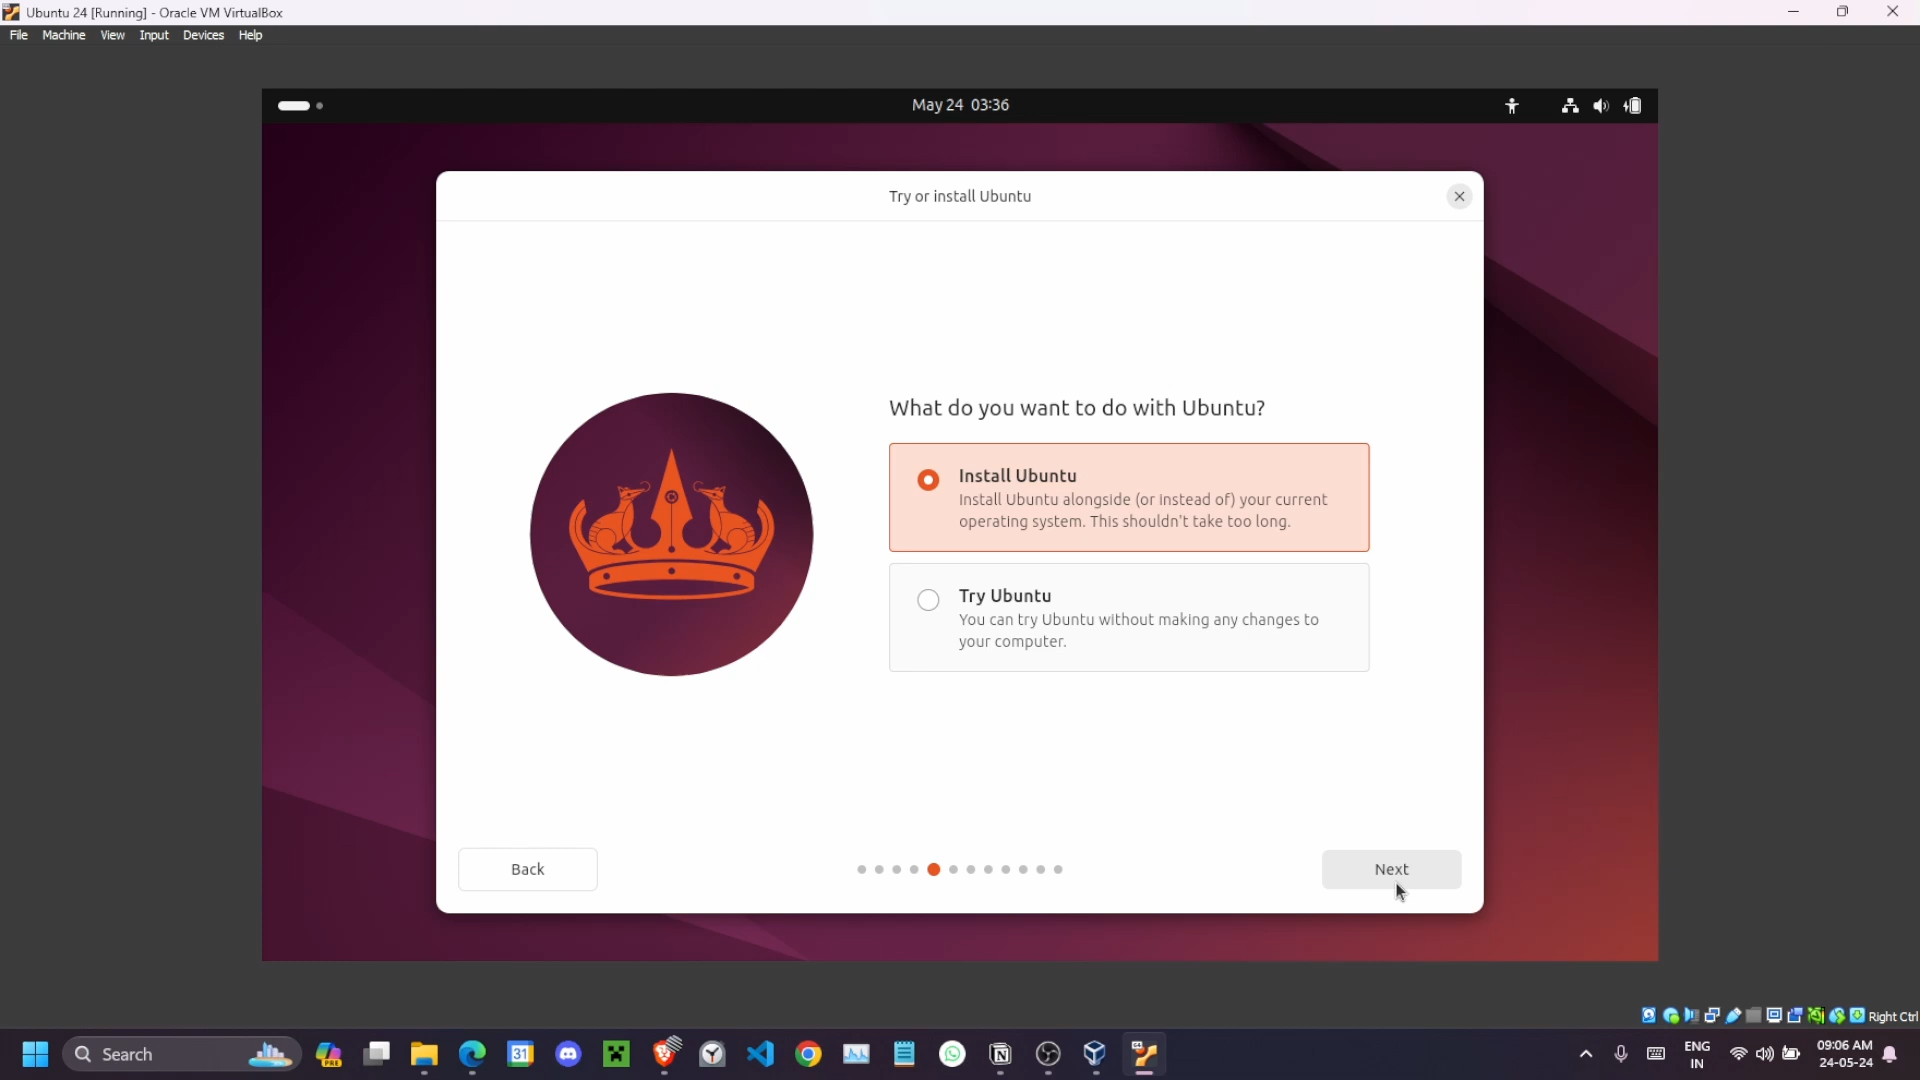 Ubuntu 24 [Running] - Oracle VM VirtualBox
File Machine View Input Devices Help
May 24 03:36
Try or install Ubuntu
What do you want to do with Ubuntu?
Install Ubuntu
Install Ubuntu alongside (or instead of) your current
operating system. This shouldn't take too long.
Try Ubuntu
You can try Ubuntu without making any changes to
your computer.
Back
Next
Right Ctrl
Search
PRE
31
ENG
IN
09:06 AM
24-05-24